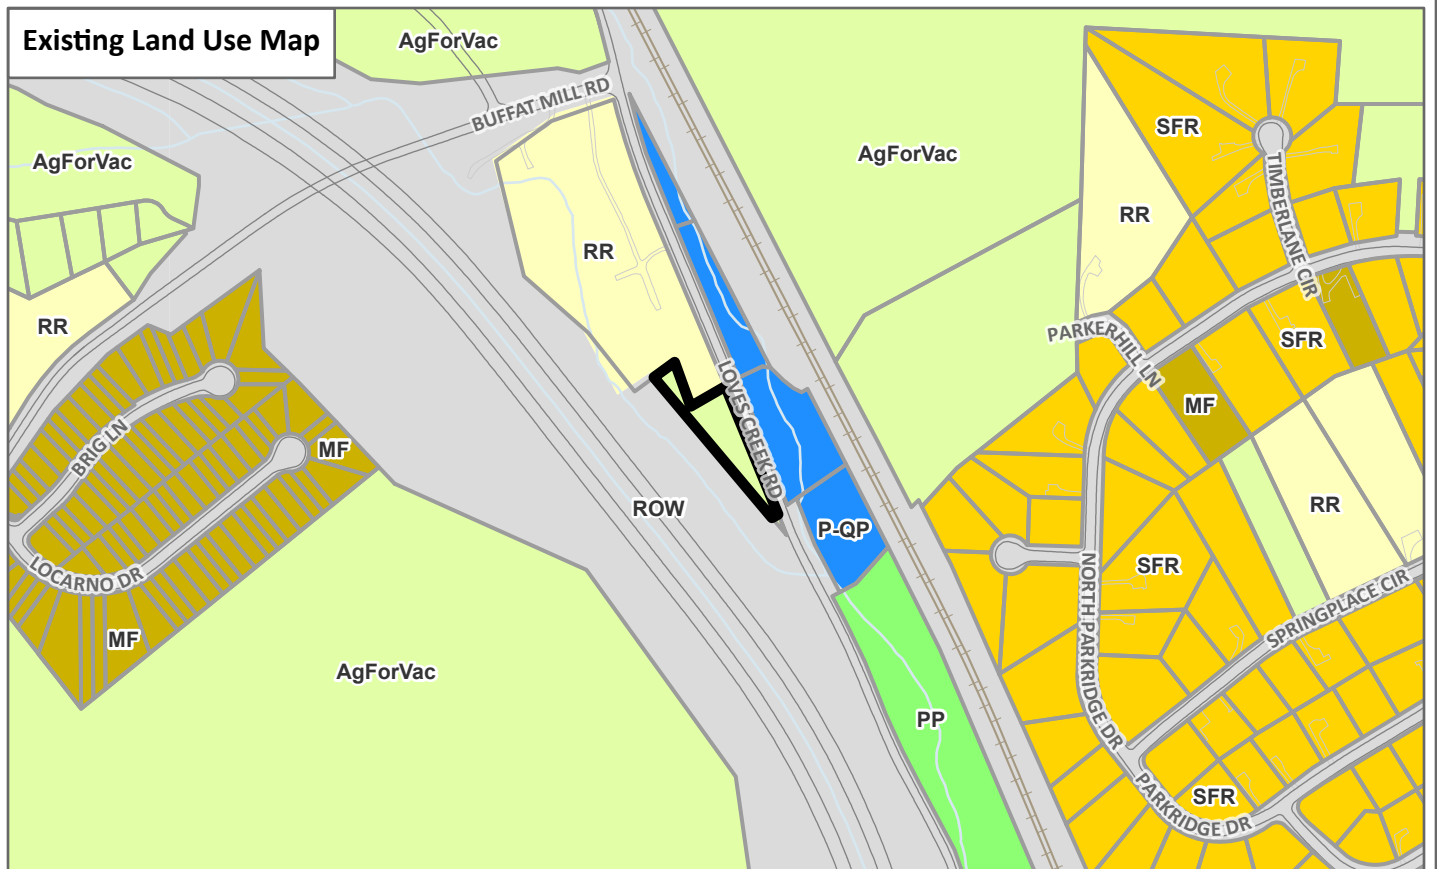 Existing Land Use Map
AgForVac
BUFFAT MILL RD
AgForVac
AgForVac
SFR
TIMBERLANE CIR
RR
RR
RR
PARKERHILL LN
SFR
LOVES CREEK RD
MF
BRIG LN
MF
ROW
RR
P-QP
LOCARNO DR
SFR
NORTH PARKRIDGE DR
SPRINGPLACE CIR
MF
AgForVac
PP
SFR
PARKRIDGE DR